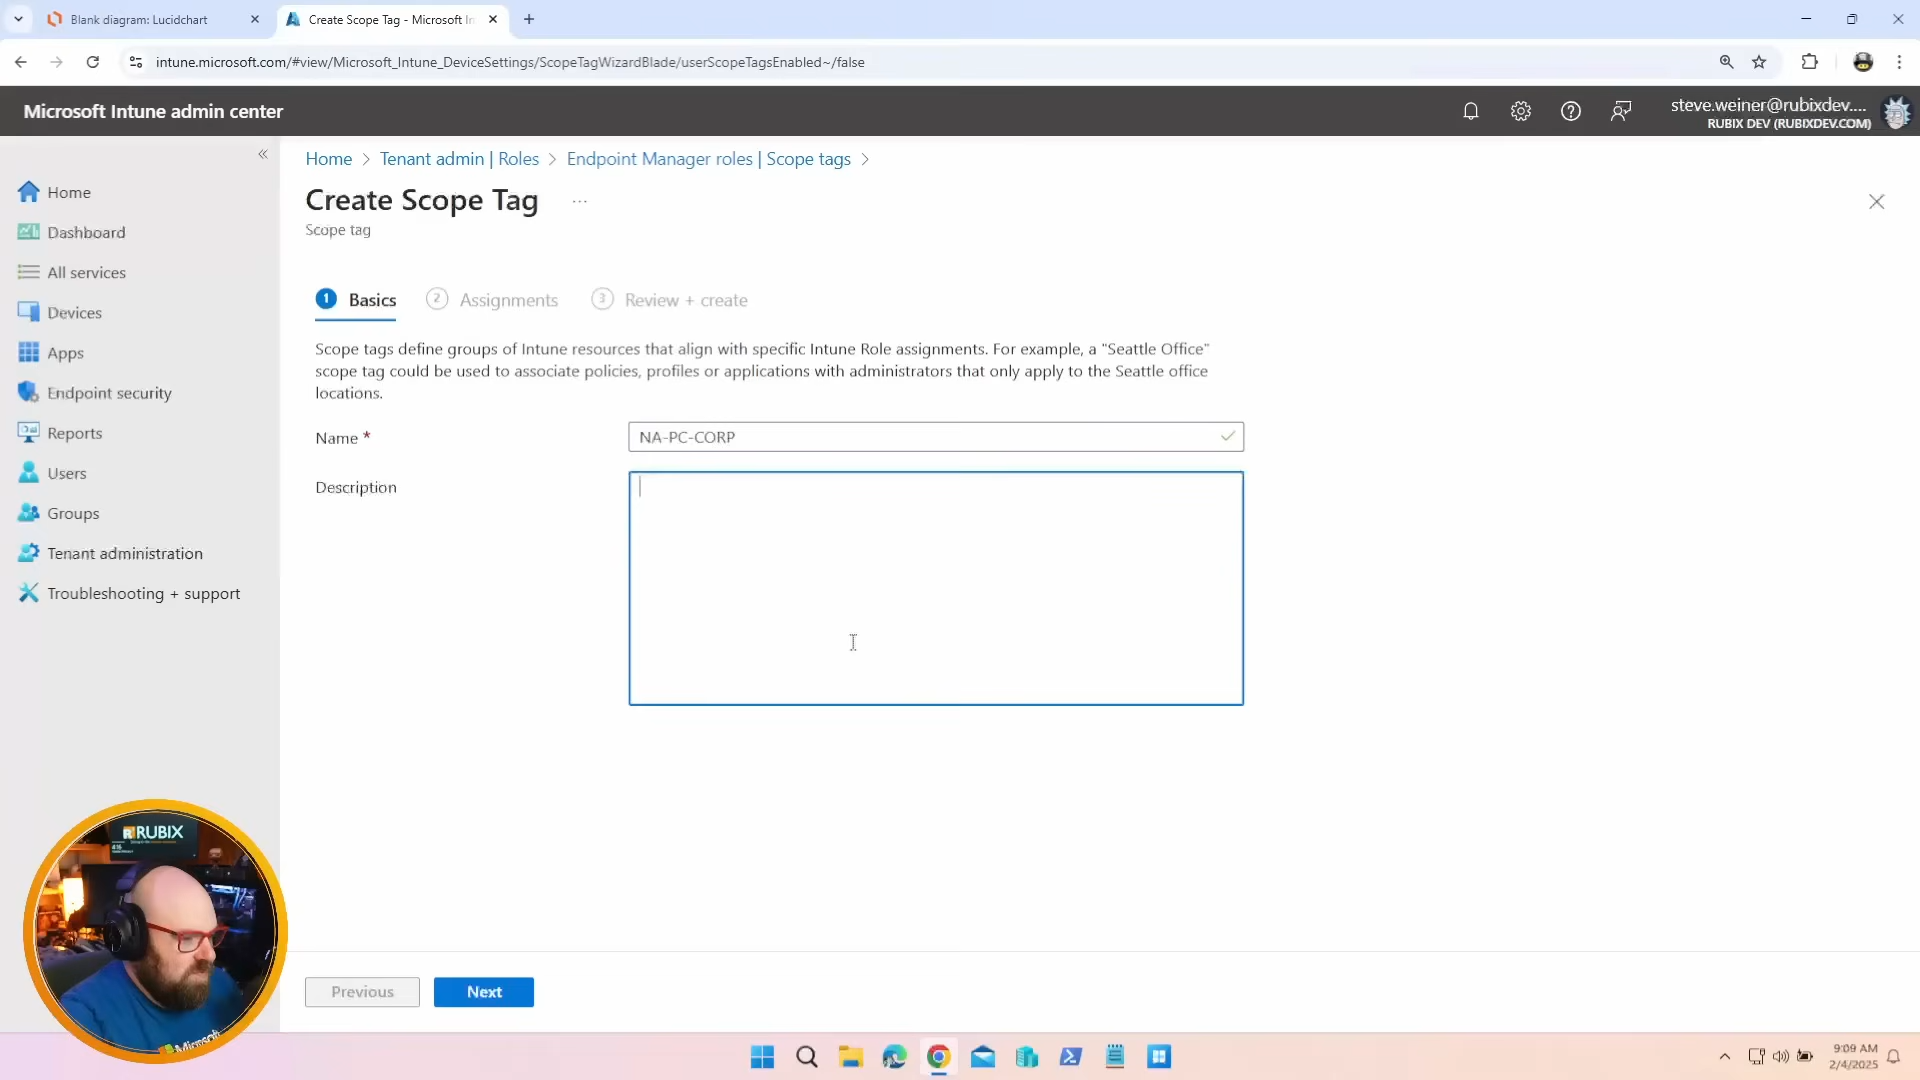 Blank diagram: Lucidchart
Create Scope Tag - Microsoft In
intune.microsoft.com/#view/Microsoft_Intune_DeviceSettings/ScopeTagWizardBlade/userScopeTagsEnabled~/false
Microsoft Intune admin center
steve.weiner@rubixdev....
RUBIX DEV (RUBIXDEV.COM)
Home > Tenant admin | Roles > Endpoint Manager roles | Scope tags >
Create Scope Tag ...
Scope tag
Home
Dashboard
All services
Devices
Apps
Endpoint security
Reports
Users
Groups
Tenant administration
Troubleshooting + support
1 Basics
2 Assignments
3 Review + create
Scope tags define groups of Intune resources that align with specific Intune Role assignments. For example, a "Seattle Office"
scope tag could be used to associate policies, profiles or applications with administrators that only apply to the Seattle office
locations.
Name *
NA-PC-CORP
Description
Previous
Next
RUBIX
Microsoft
9:09 AM
2/4/2025